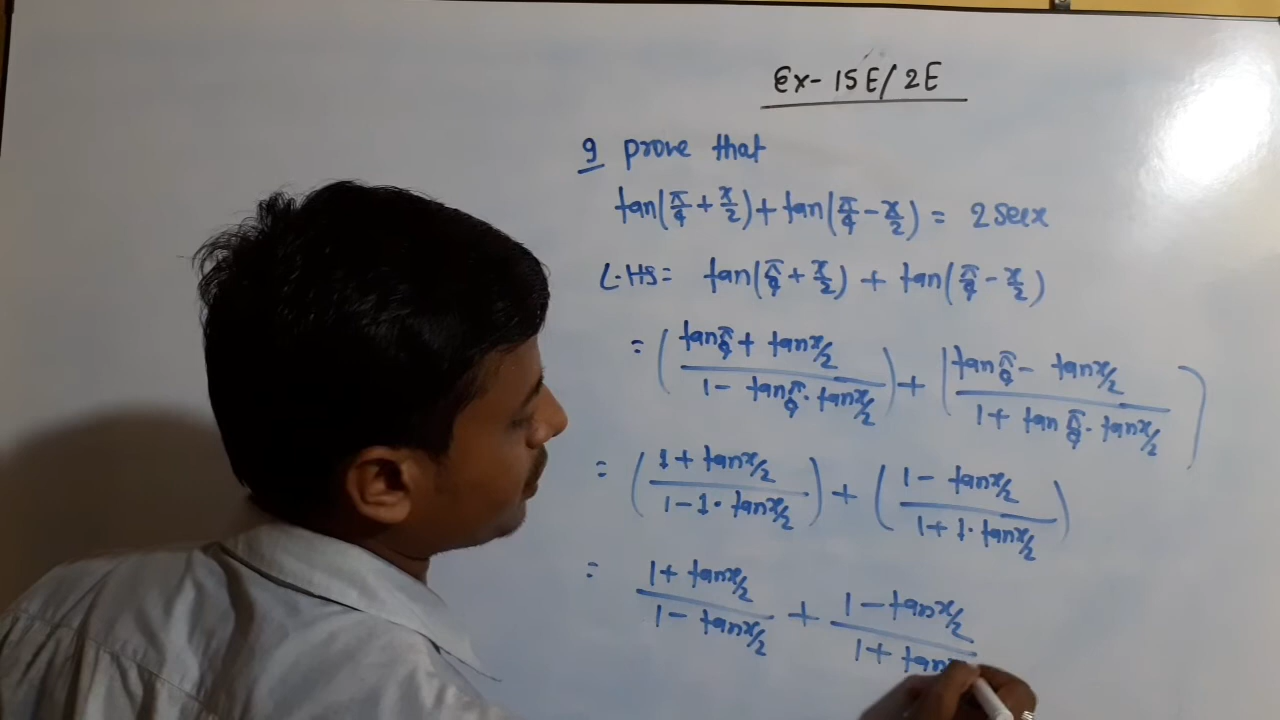 Ex- 15E/2E
9 prove that
tan(π/4 + x/2) + tan(π/4 - x/2) = 2 sec x
L.HS = tan(π/4 + x/2) + tan(π/4 - x/2)
= (tan π/4 + tan x/2 / 1 - tan π/4 · tan x/2) + (tan π/4 - tan x/2 / 1 + tan π/4 · tan x/2)
= (1 + tan x/2 / 1 - 1 · tan x/2) + (1 - tan x/2 / 1 + 1 · tan x/2)
= 1 + tan x/2 / 1 - tan x/2 + 1 - tan x/2 / 1 + tan